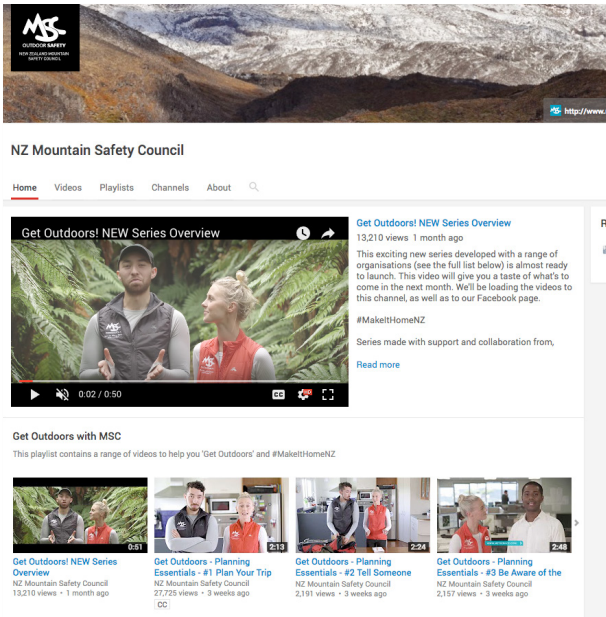 MSC
OUTDOOR SAFETY
NEW ZEALAND MOUNTAIN
SAFETY COUNCIL
http://www.
NZ Mountain Safety Council
Home Videos Playlists Channels About
Get Outdoors! NEW Series Overview
0:02 / 0:50
CC
HD
Get Outdoors! NEW Series Overview
13,210 views 1 month ago
This exciting new series developed with a range of
organisations (see the full list below) is almost ready
to launch. This video will give you a taste of what's to
come in the next month. We'll be loading the videos to
this channel, as well as to our Facebook page.
#MakeItHomeNZ
Series made with support and collaboration from,
Read more
R
Get Outdoors with MSC
This playlist contains a range of videos to help you 'Get Outdoors' and #MakeItHomeNZ
0:51
Get Outdoors! NEW Series
Overview
NZ Mountain Safety Council
13,210 views • 1 month ago
2:13
Get Outdoors - Planning
Essentials - #1 Plan Your Trip
NZ Mountain Safety Council
27,725 views • 3 weeks ago
CC
2:24
Get Outdoors - Planning
Essentials - #2 Tell Someone
NZ Mountain Safety Council
2,191 views • 3 weeks ago
2:48
Get Outdoors - Planning
Essentials - #3 Be Aware of the
NZ Mountain Safety Council
2,157 views • 3 weeks ago